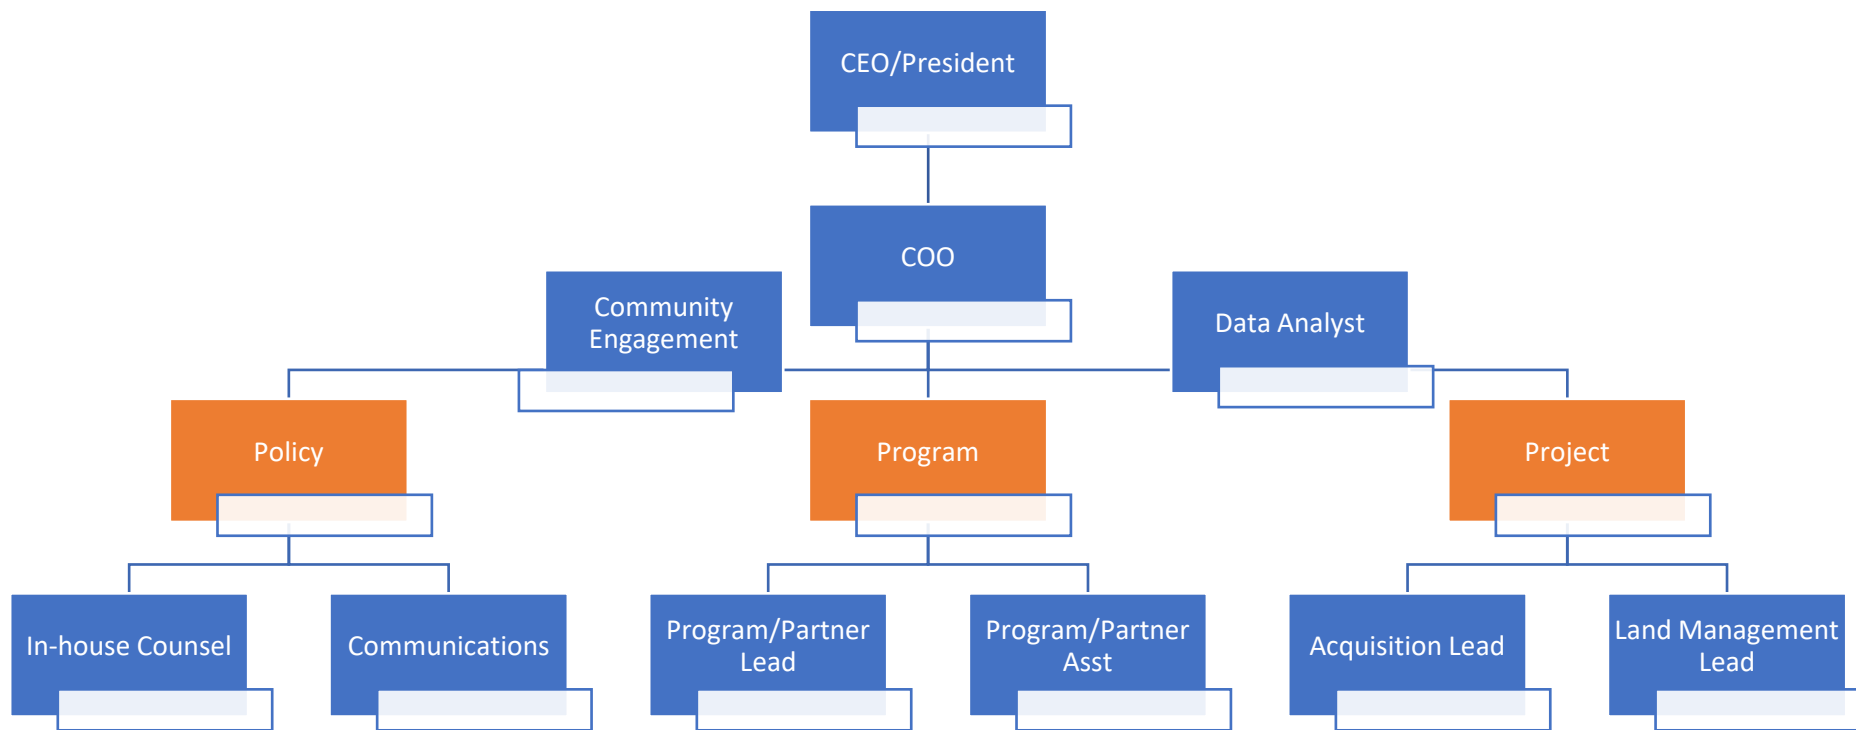 CEO/President
COO
Community
Engagement
Data Analyst
Policy
Program
Project
In-house Counsel
Communications
Program/Partner
Lead
Program/Partner
Asst
Acquisition Lead
Land Management
Lead